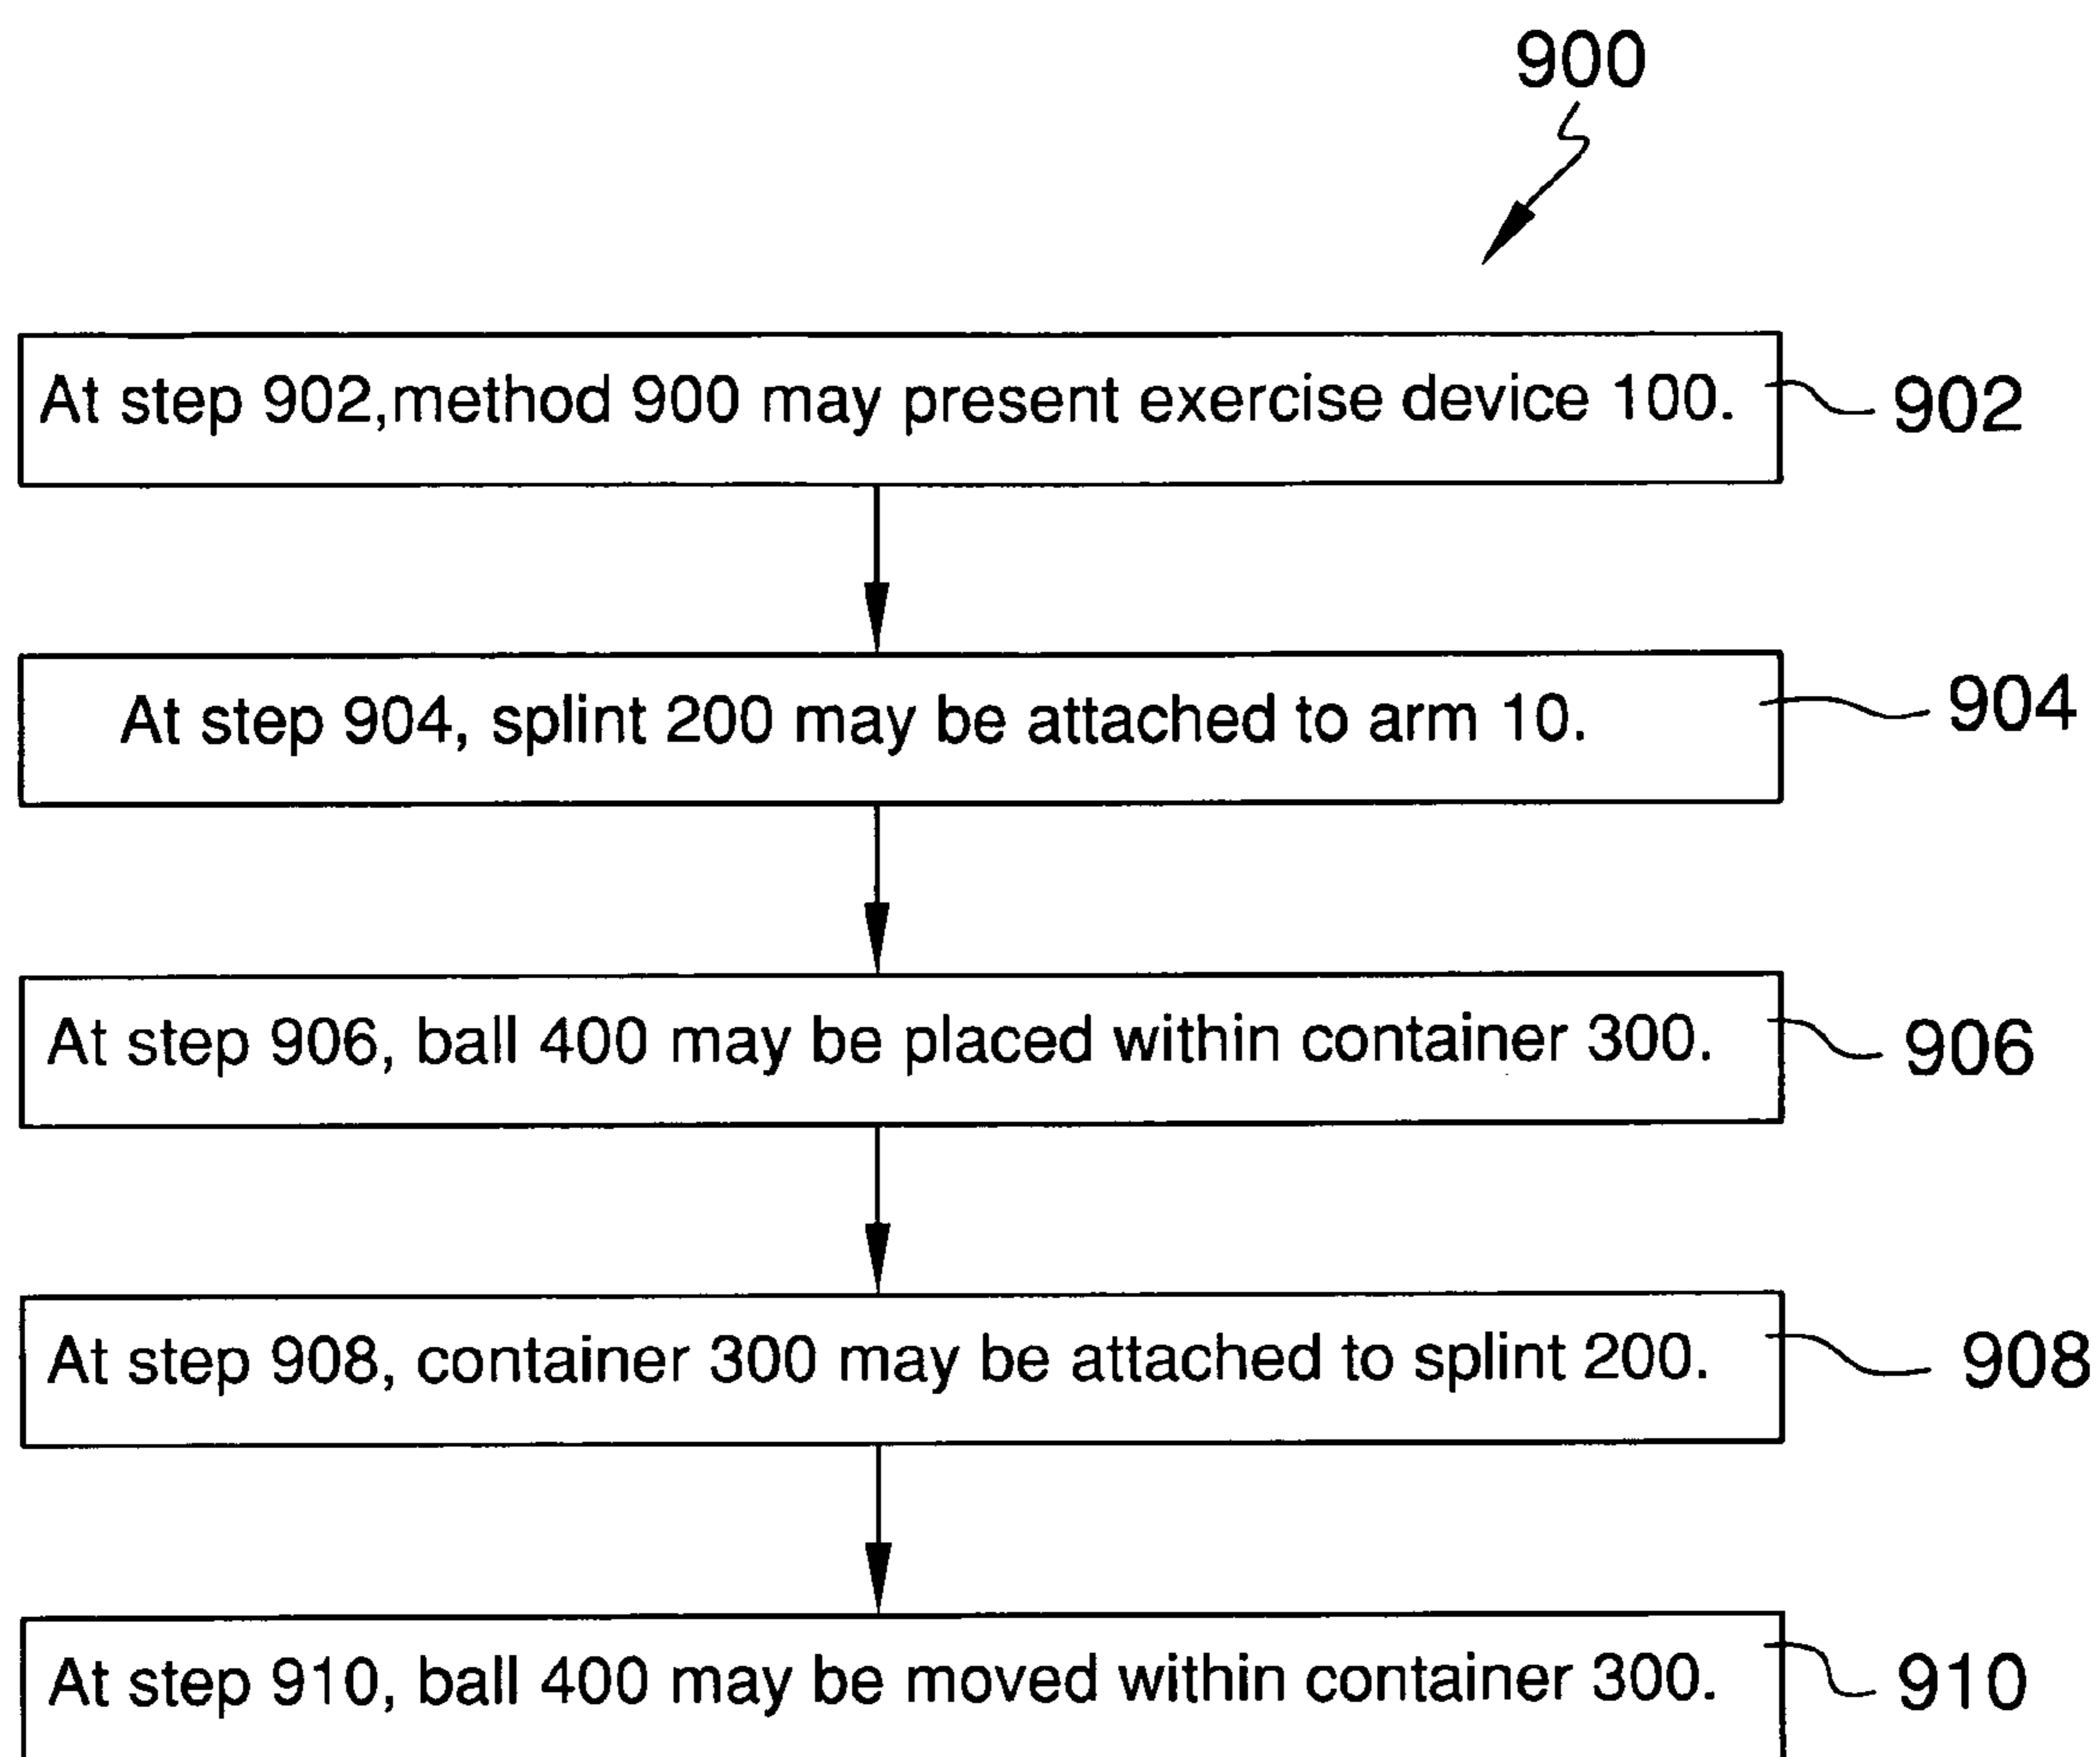 900
At step 902,method 900 may present exercise device 100.
902
At step 904, splint 200 may be attached to arm 10.
904
At step 906, ball 400 may be placed within container 300.
906
At step 908, container 300 may be attached to splint 200.
908
At step 910, ball 400 may be moved within container 300.
910